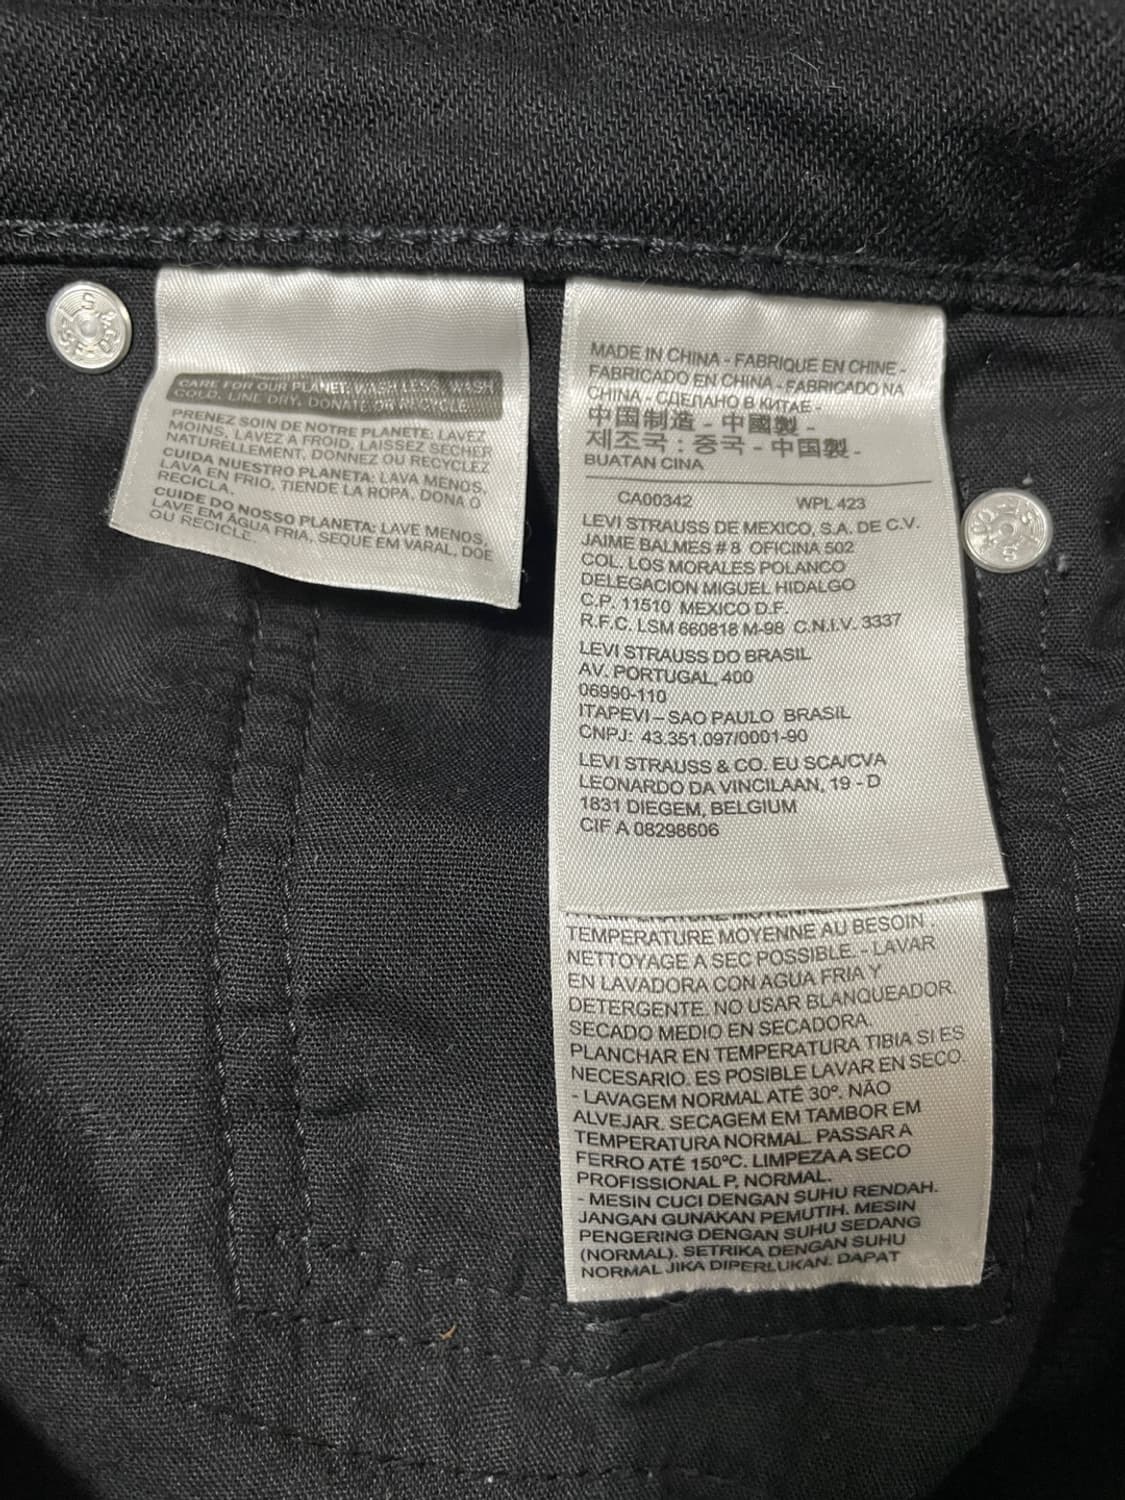 CARE FOR OUR PLANET: WASH LESS, WASH
COLD, LINE DRY, DONATE OR RECYCLE.
PRENEZ SOIN DE NOTRE PLANETE: LAVEZ
MOINS, LAVEZ A FROID, LAISSEZ SECHER
NATURELLEMENT, DONNEZ OU RECYCLEZ
CUIDA NUESTRO PLANETA: LAVA MENOS,
LAVA EN FRIO, TIENDE LA ROPA, DONA O
RECICLA.
CUIDE DO NOSSO PLANETA: LAVE MENOS,
LAVE EM ÁGUA FRIA, SEQUE EM VARAL, DOE
OU RECICLE.
MADE IN CHINA - FABRIQUE EN CHINE -
FABRICADO EN CHINA - FABRICADO NA
CHINA - СДЕЛАНО В КИТАЕ -
中国制造 - 中國製 -
제조국 : 중국 - 中国製 -
BUATAN CINA
CA00342 WPL 423
LEVI STRAUSS DE MEXICO, S.A. DE C.V.
JAIME BALMES # 8 OFICINA 502
COL. LOS MORALES POLANCO
DELEGACION MIGUEL HIDALGO
C.P. 11510 MEXICO D.F.
R.F.C. LSM 660818 M-98 C.N.I.V. 3337
LEVI STRAUSS DO BRASIL
AV. PORTUGAL, 400
06990-110
ITAPEVI – SAO PAULO BRASIL
CNPJ: 43.351.097/0001-90
LEVI STRAUSS & CO. EU SCA/CVA
LEONARDO DA VINCILAAN, 19 - D
1831 DIEGEM, BELGIUM
CIF A 08298606
TEMPERATURE MOYENNE AU BESOIN
NETTOYAGE A SEC POSSIBLE. - LAVAR
EN LAVADORA CON AGUA FRIA Y
DETERGENTE. NO USAR BLANQUEADOR.
SECADO MEDIO EN SECADORA.
PLANCHAR EN TEMPERATURA TIBIA SI ES
NECESARIO. ES POSIBLE LAVAR EN SECO.
- LAVAGEM NORMAL ATÉ 30º. NÃO
ALVEJAR. SECAGEM EM TAMBOR EM
TEMPERATURA NORMAL. PASSAR A
FERRO ATÉ 150ºC. LIMPEZA A SECO
PROFISSIONAL P, NORMAL.
- MESIN CUCI DENGAN SUHU RENDAH.
JANGAN GUNAKAN PEMUTIH. MESIN
PENGERING DENGAN SUHU SEDANG
(NORMAL). SETRIKA DENGAN SUHU
NORMAL JIKA DIPERLUKAN. DAPAT